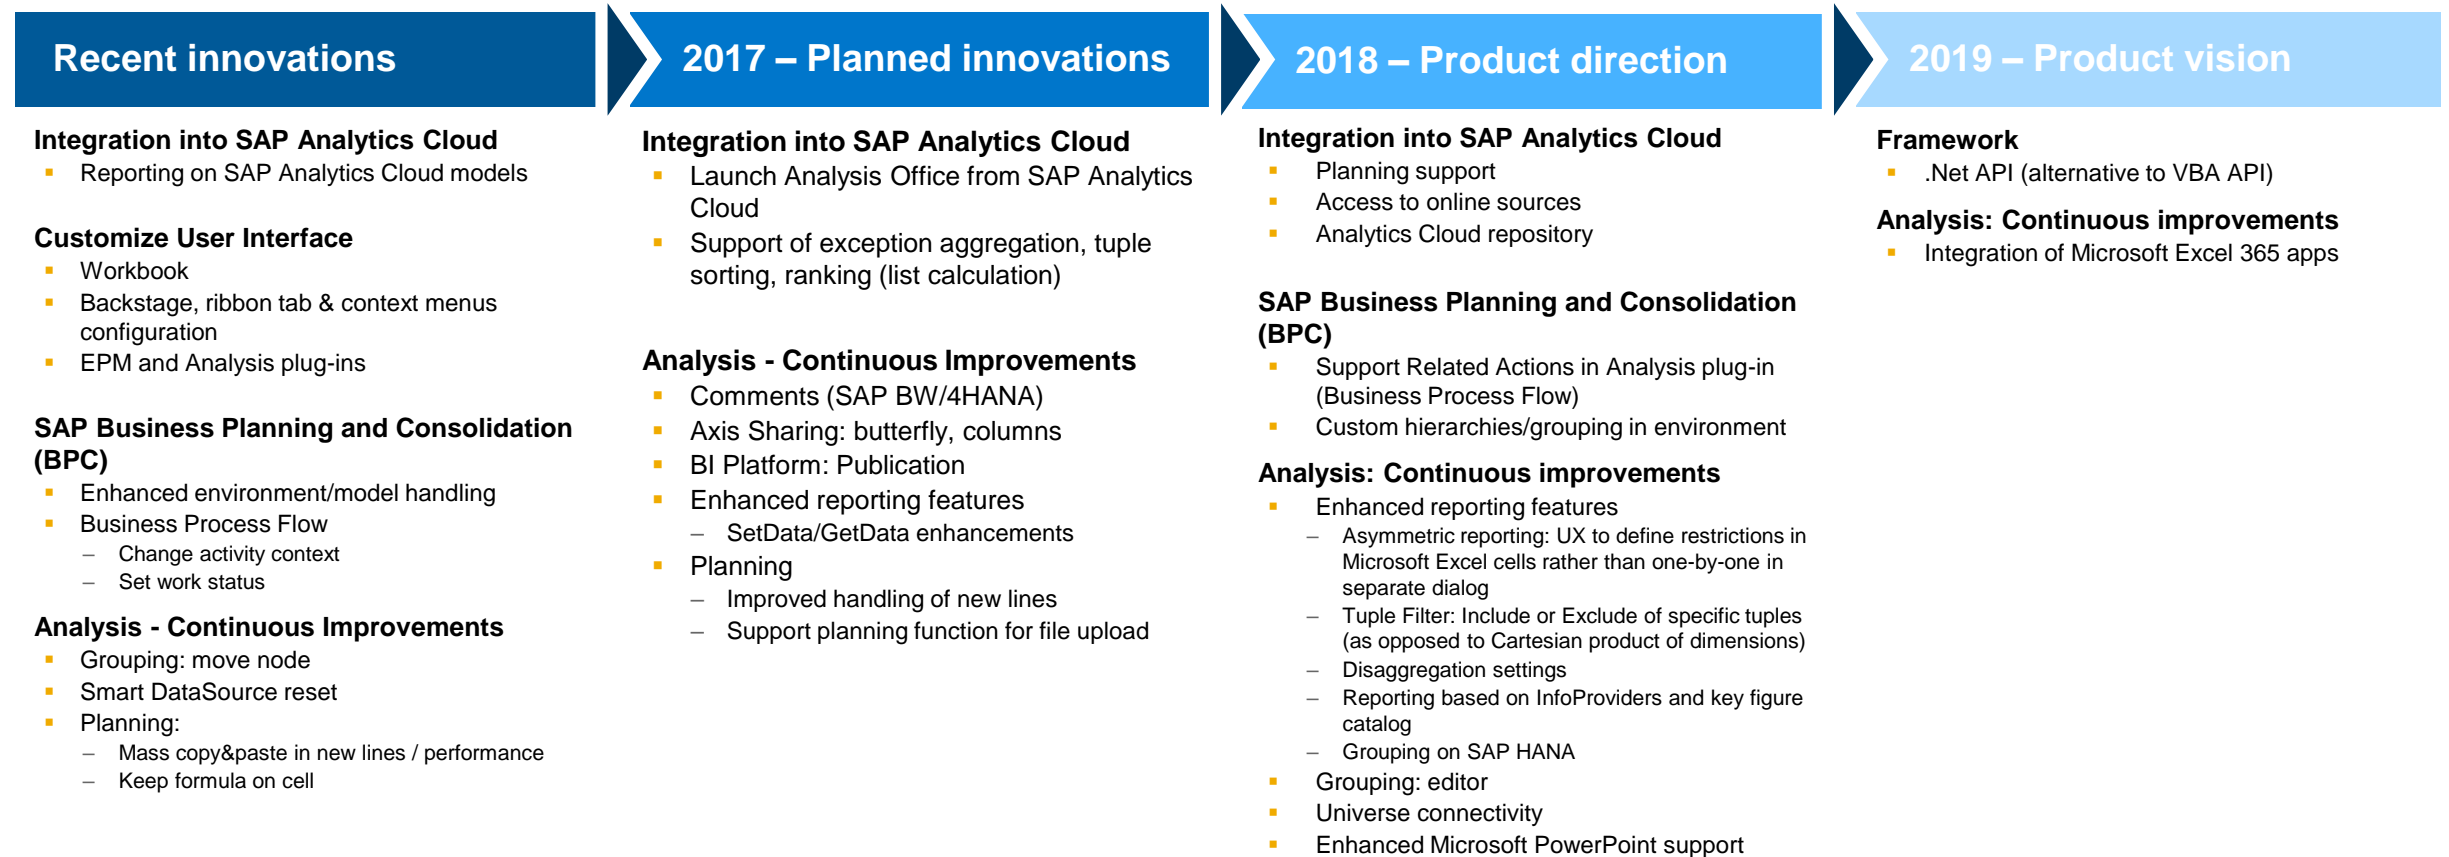 Recent innovations
Integration into SAP Analytics Cloud
Reporting on SAP Analytics Cloud models
Customize User Interface
Workbook
Backstage, ribbon tab & context menus
configuration
EPM and Analysis plug-ins
SAP Business Planning and Consolidation
(BPC)
Enhanced environment/model handling
Business Process Flow
– Change activity context
– Set work status
Analysis - Continuous Improvements
Grouping: move node
Smart DataSource reset
Planning:
– Mass copy&paste in new lines / performance
– Keep formula on cell
2017 – Planned innovations
Integration into SAP Analytics Cloud
Launch Analysis Office from SAP Analytics
Cloud
Support of exception aggregation, tuple
sorting, ranking (list calculation)
Analysis - Continuous Improvements
Comments (SAP BW/4HANA)
Axis Sharing: butterfly, columns
BI Platform: Publication
Enhanced reporting features
– SetData/GetData enhancements
Planning
– Improved handling of new lines
– Support planning function for file upload
2018 – Product direction
Integration into SAP Analytics Cloud
Planning support
Access to online sources
Analytics Cloud repository
SAP Business Planning and Consolidation
(BPC)
Support Related Actions in Analysis plug-in
(Business Process Flow)
Custom hierarchies/grouping in environment
Analysis: Continuous improvements
Enhanced reporting features
– Asymmetric reporting: UX to define restrictions in
Microsoft Excel cells rather than one-by-one in
separate dialog
– Tuple Filter: Include or Exclude of specific tuples
(as opposed to Cartesian product of dimensions)
– Disaggregation settings
– Reporting based on InfoProviders and key figure
catalog
– Grouping on SAP HANA
Grouping: editor
Universe connectivity
Enhanced Microsoft PowerPoint support
2019 – Product vision
Framework
.Net API (alternative to VBA API)
Analysis: Continuous improvements
Integration of Microsoft Excel 365 apps